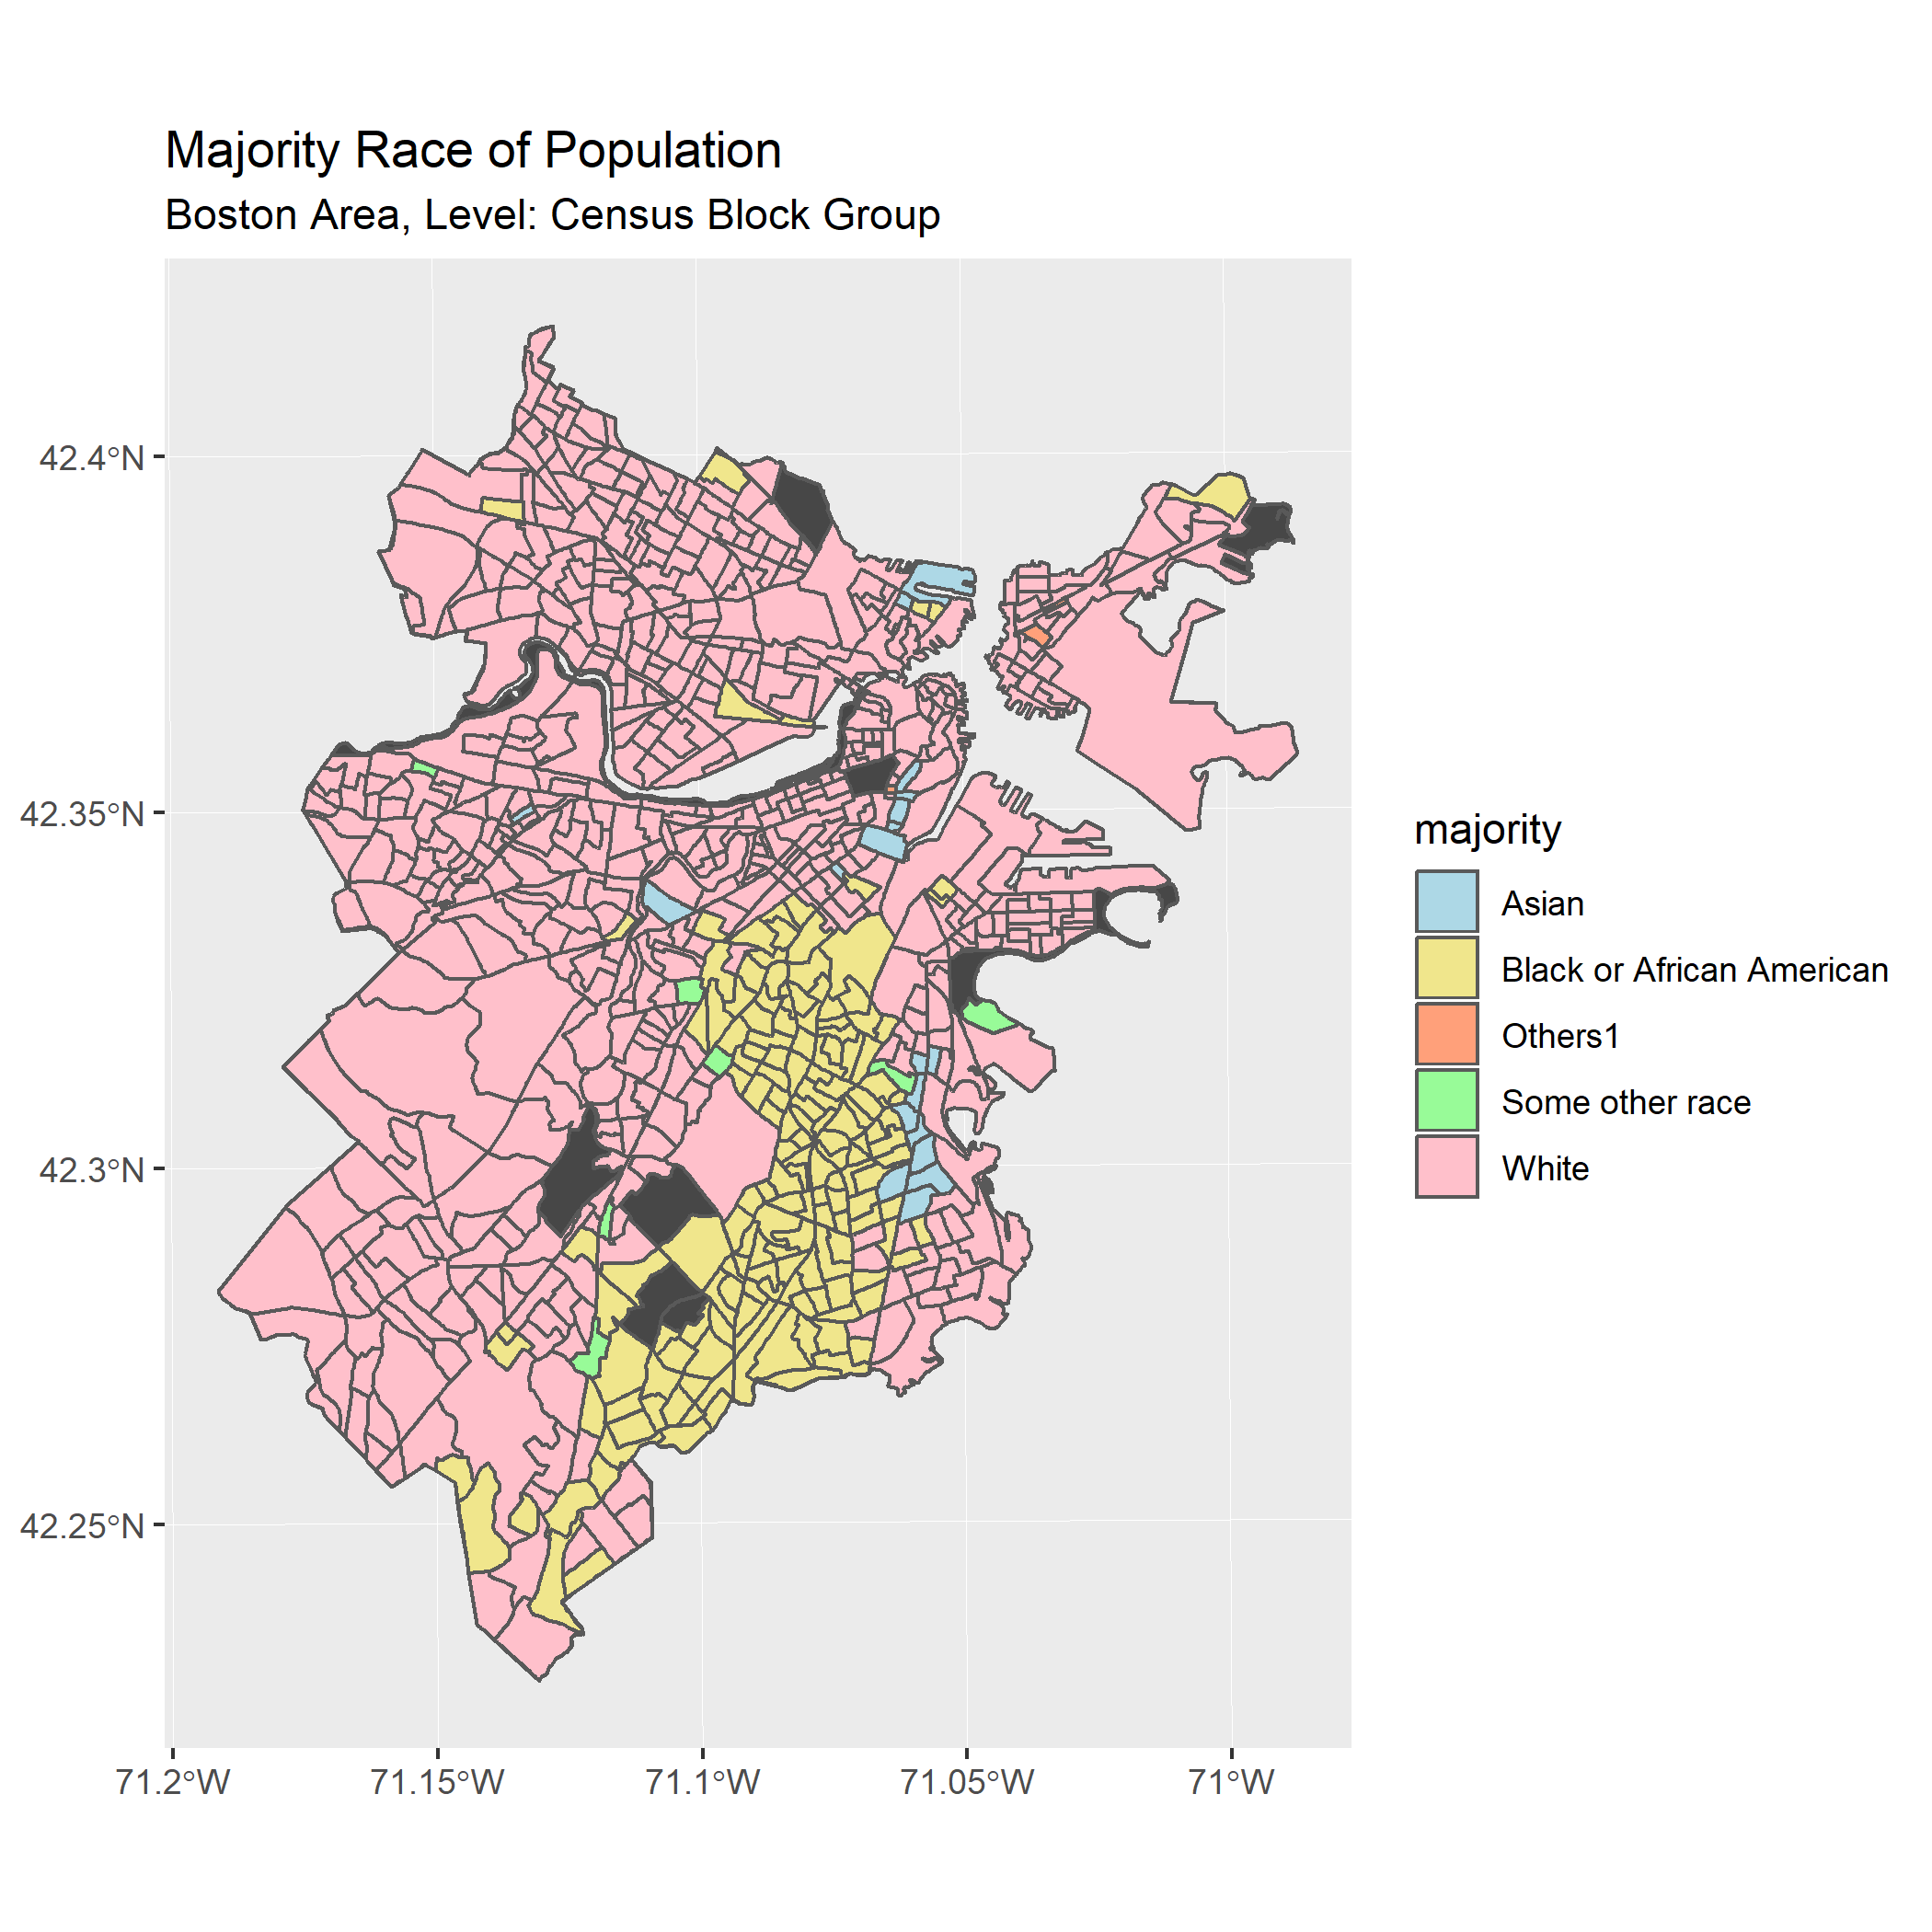 Majority Race of Population
Boston Area, Level: Census Block Group
42.4°N
42.35°N
42.3°N
42.25°N
71.2°W
71.15°W
71.1°W
71.05°W
71°W
majority
Asian
Black or African American
Others1
Some other race
White